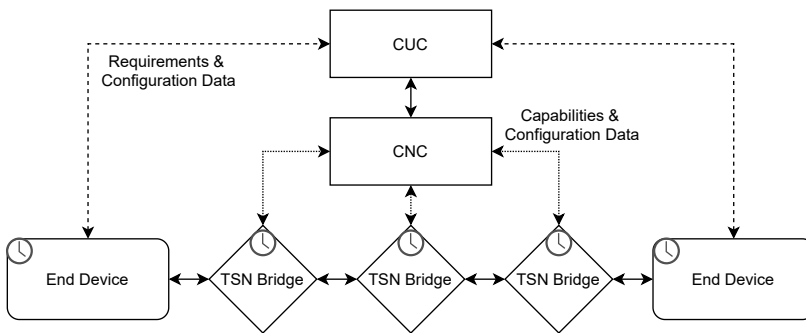 CUC
Requirements &
Configuration Data
CNC
Capabilities &
Configuration Data
End Device
TSN Bridge
TSN Bridge
TSN Bridge
End Device